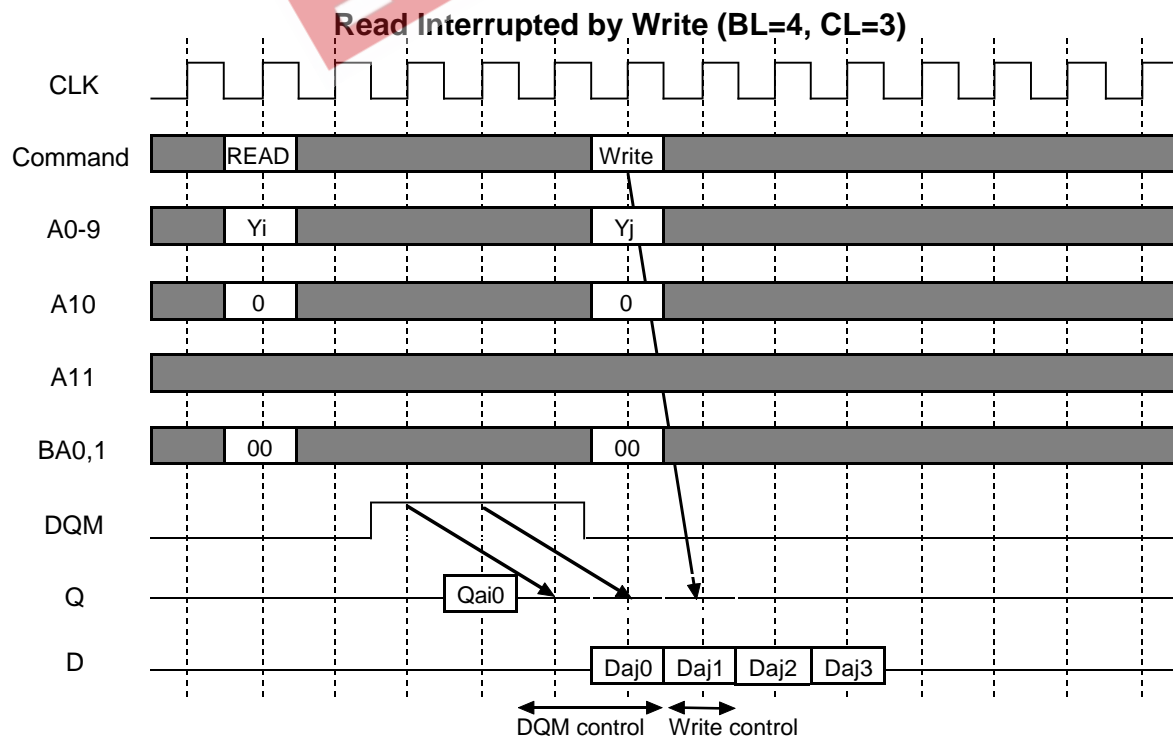 Read Interrupted by Write (BL=4, CL=3)
CLK
Command READ Write
A0-9 Yi Yj
A10 0 0
A11
BA0,1 00 00
DQM
Q Qai0
D Daj0 Daj1 Daj2 Daj3
DQM control Write control